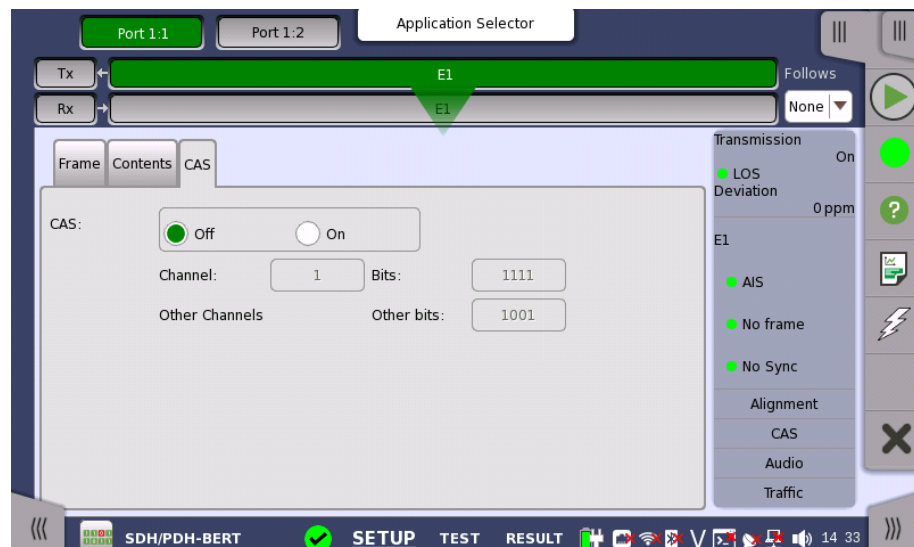 Port 1:1
Port 1:2
Application Selector
Tx
E1
Follows
Rx
E1
None
Frame
Contents
CAS
CAS:
Off
On
Channel:
1
Bits:
1111
Other Channels
Other bits:
1001
Transmission
On
LOS
Deviation
0 ppm
E1
AIS
No frame
No Sync
Alignment
CAS
Audio
Traffic
SDH/PDH-BERT
SETUP
TEST
RESULT
V
14 33